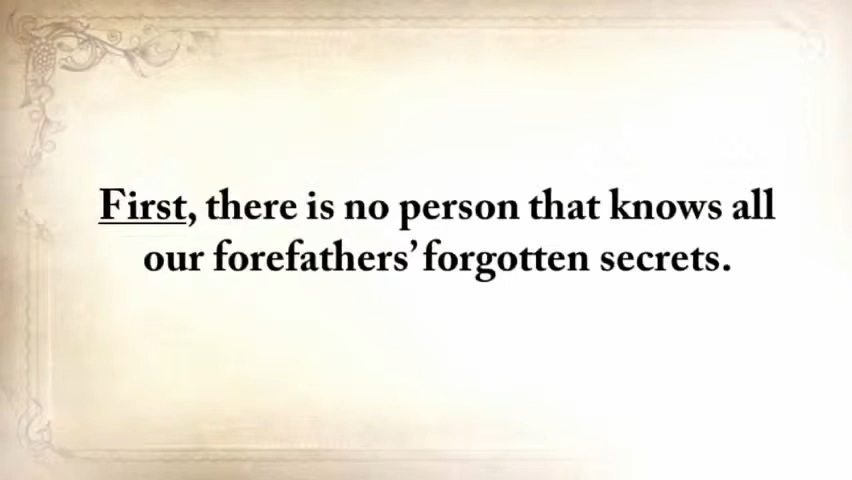 First, there is no person that knows all
our forefathers’ forgotten secrets.